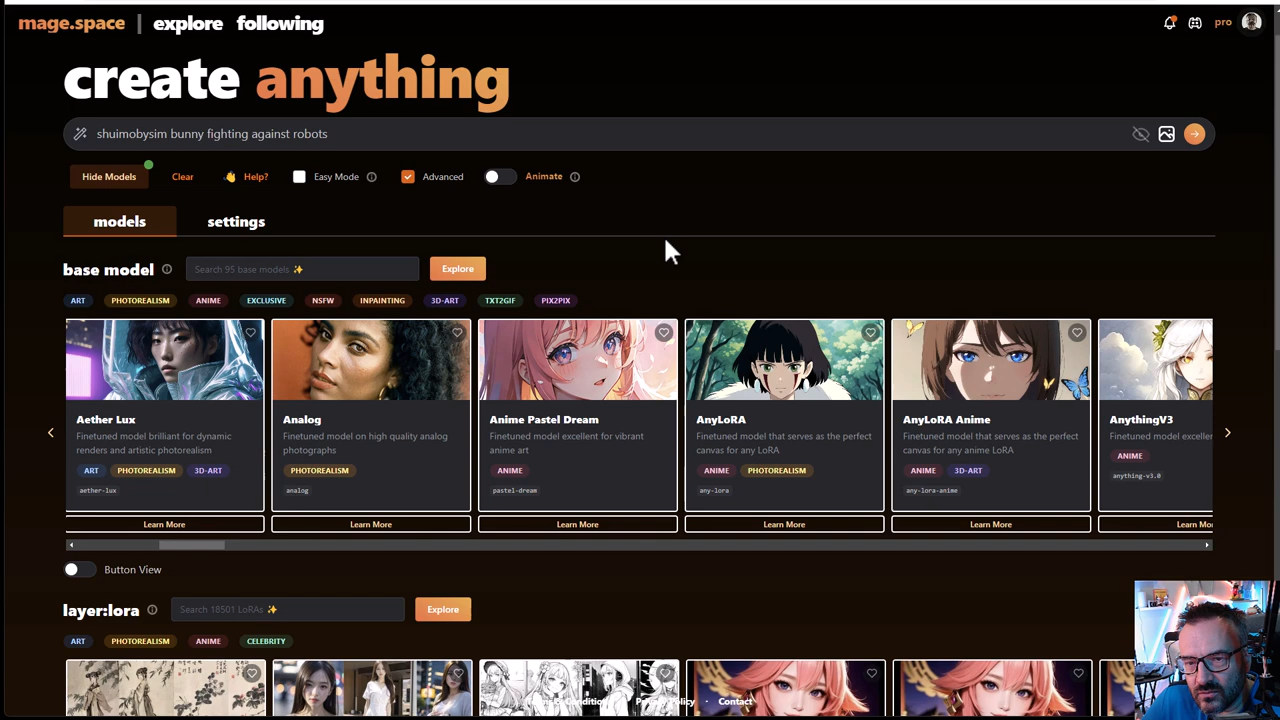 mage.space | explore following
pro
create anything
shuimobysim bunny fighting against robots
Hide Models Clear Help? Easy Mode Advanced Animate
models settings
base model Search 95 base models Explore
ART PHOTOREALISM ANIME EXCLUSIVE NSFW INPAINTING 3D-ART TXT2GIF PIX2PIX
Aether Lux
Finetuned model brilliant for dynamic
renders and artistic photorealism
ART PHOTOREALISM 3D-ART
aether-lux
Learn More
Analog
Finetuned model on high quality analog
photographs
PHOTOREALISM
analog
Learn More
Anime Pastel Dream
Finetuned model excellent for vibrant
anime art
ANIME
pastel-dream
Learn More
AnyLoRA
Finetuned model that serves as the perfect
canvas for any LoRA
ANIME PHOTOREALISM
any-lora
Learn More
AnyLoRA Anime
Finetuned model that serves as the perfect
canvas for any anime LoRA
ANIME 3D-ART
any-lora-anime
Learn More
AnythingV3
Finetuned model excellen
ANIME
anything-v3.0
Learn Mo
Button View
layer:lora Search 18501 LoRAs Explore
ART PHOTOREALISM ANIME CELEBRITY
Contact